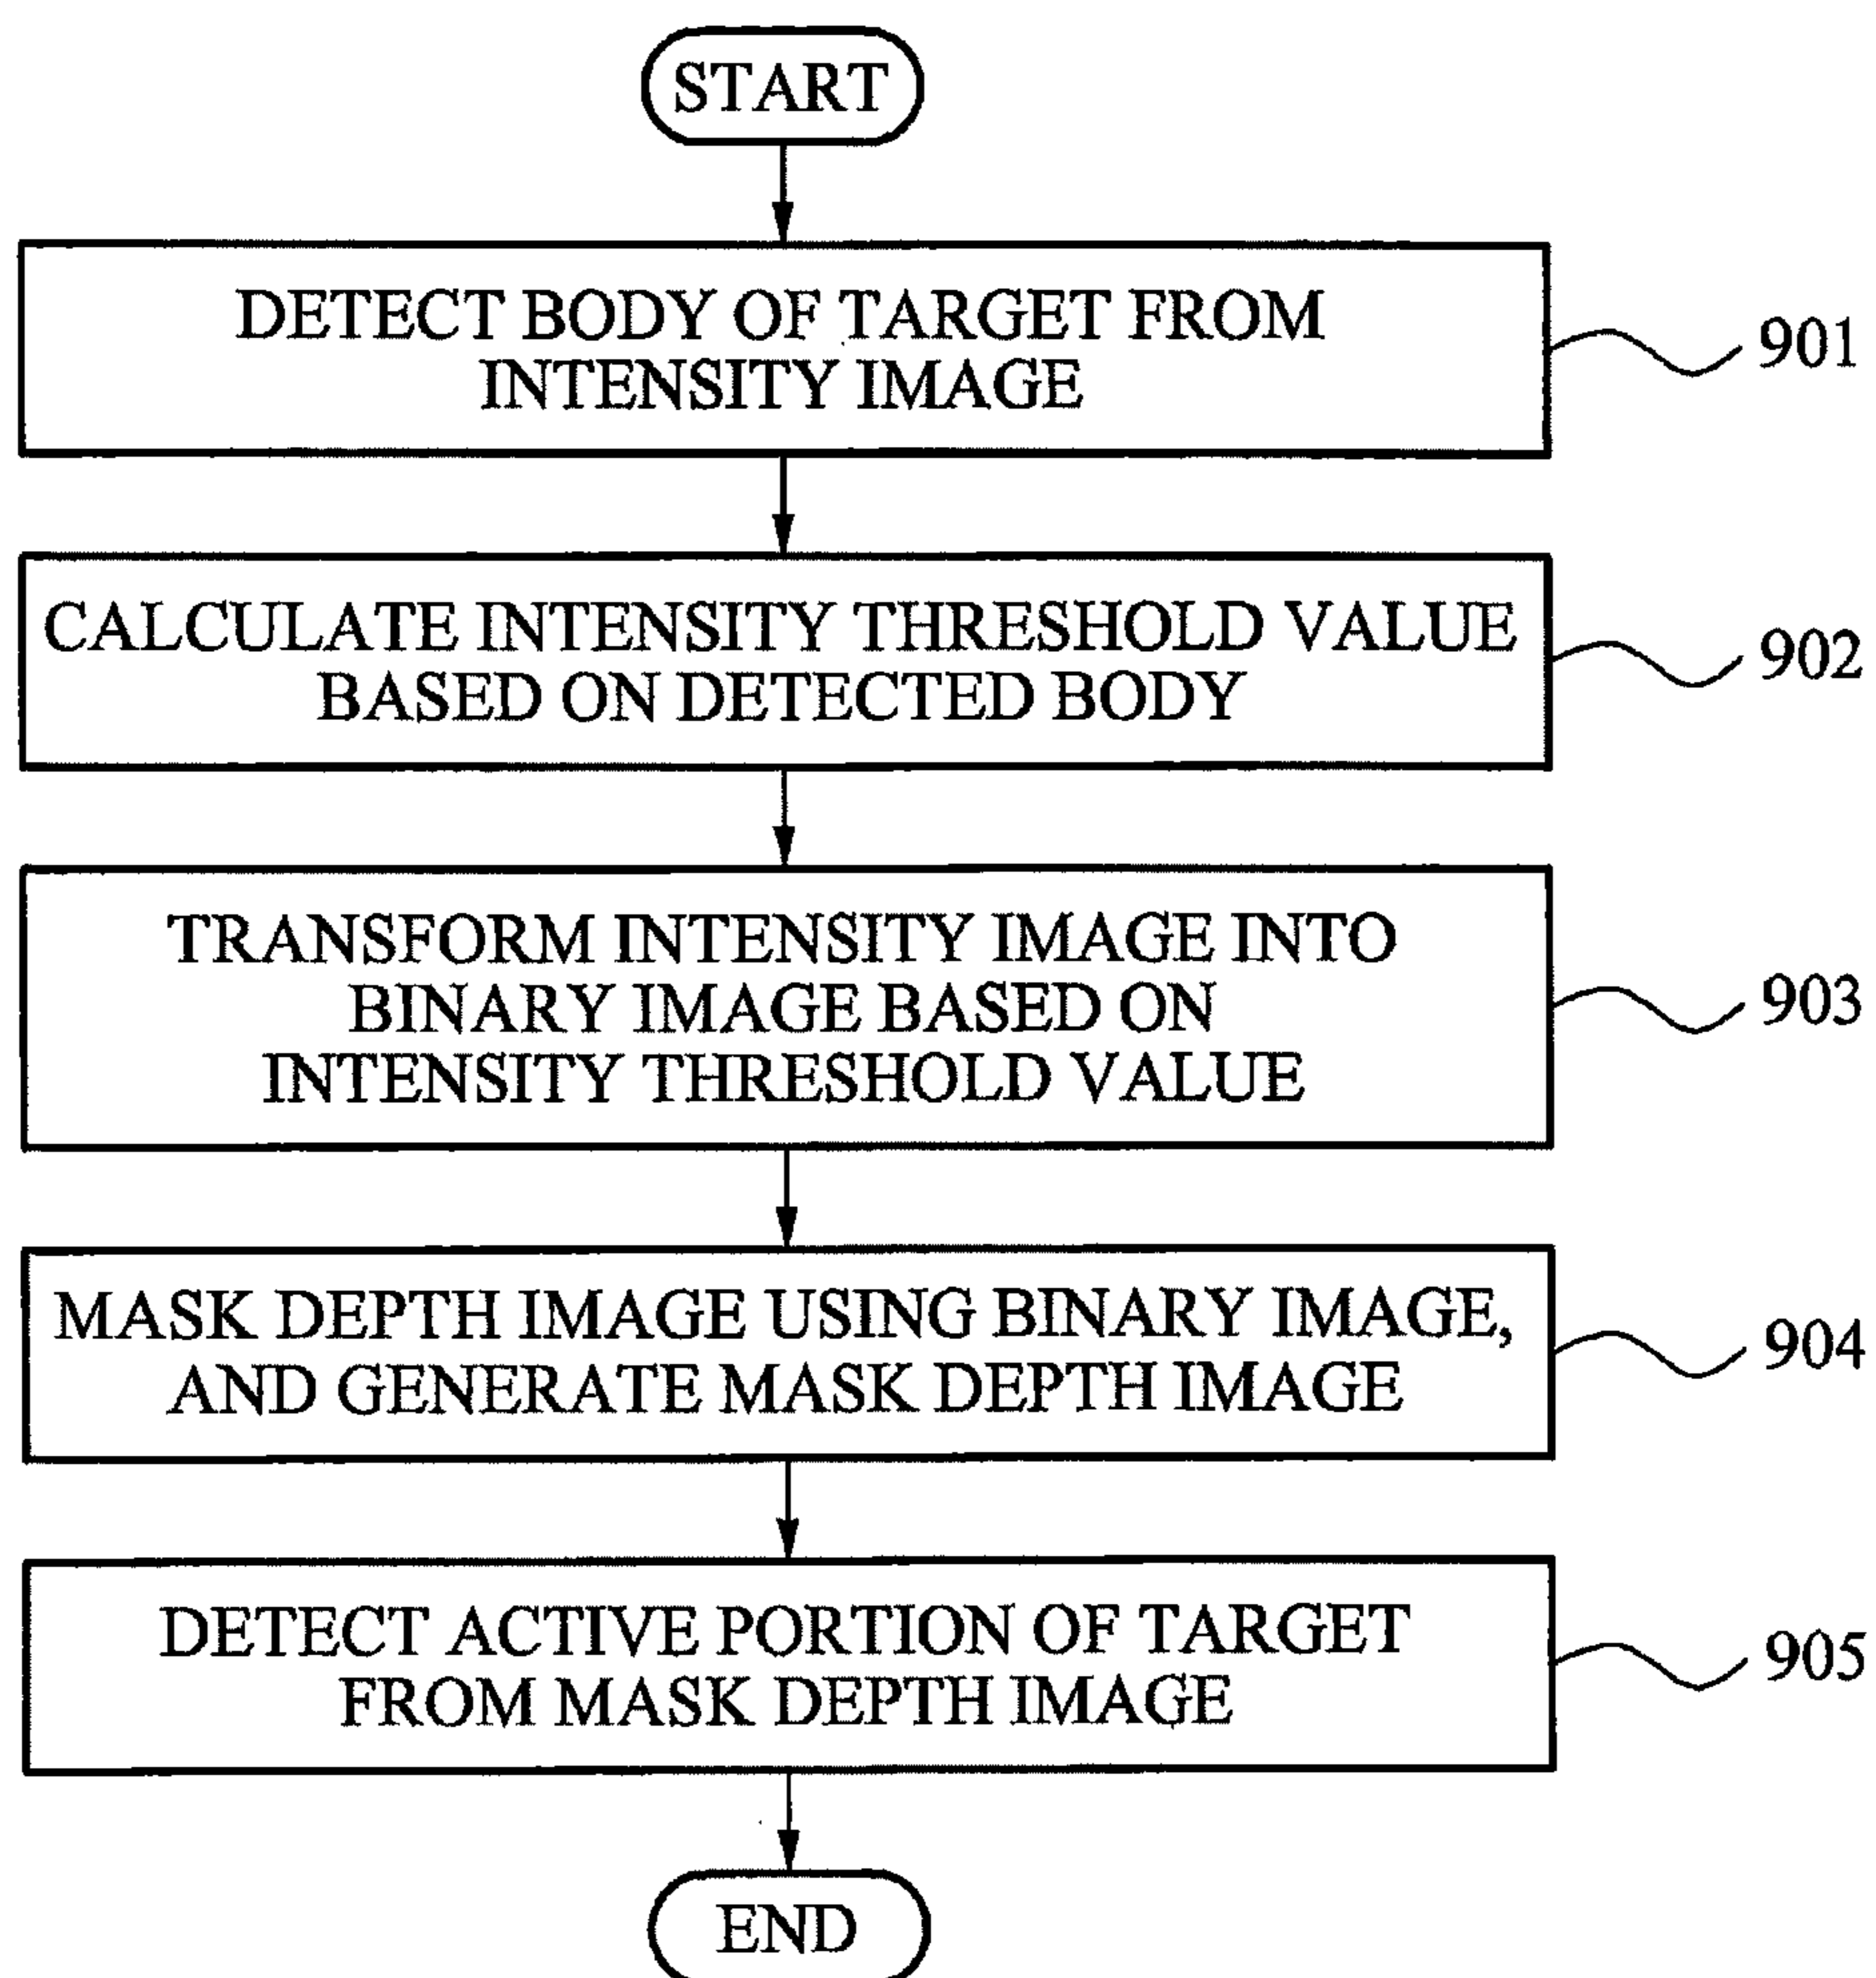 START
DETECT BODY OF TARGET FROM
INTENSITY IMAGE
901
CALCULATE INTENSITY THRESHOLD VALUE
BASED ON DETECTED BODY
902
TRANSFORM INTENSITY IMAGE INTO
BINARY IMAGE BASED ON
INTENSITY THRESHOLD VALUE
903
MASK DEPTH IMAGE USING BINARY IMAGE,
AND GENERATE MASK DEPTH IMAGE
904
DETECT ACTIVE PORTION OF TARGET
FROM MASK DEPTH IMAGE
905
END